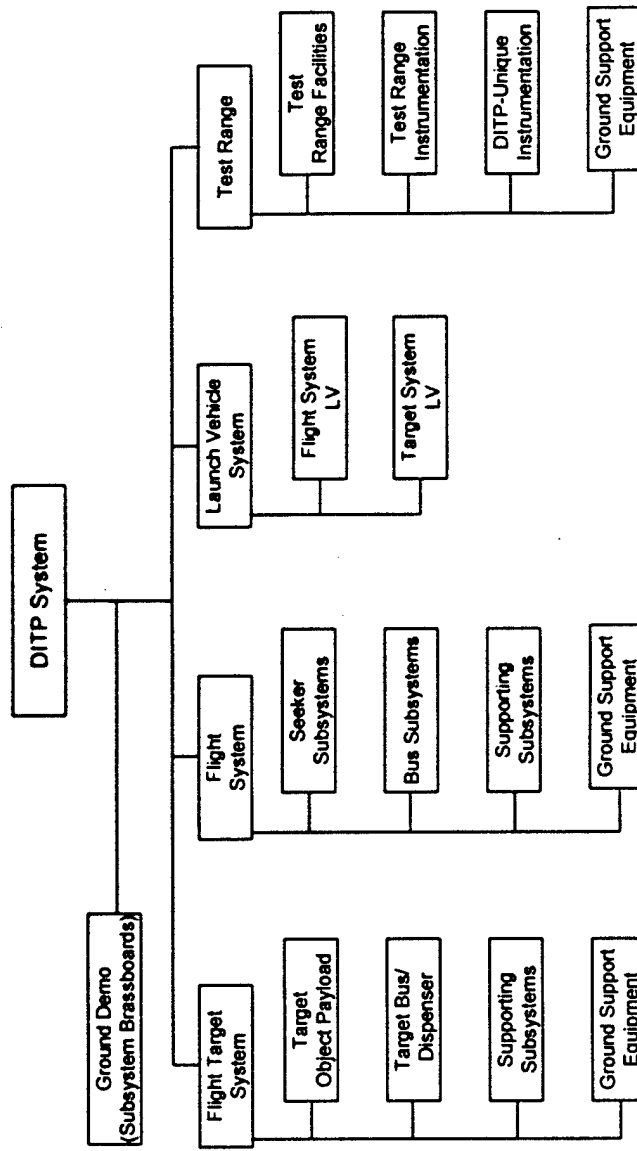 DITP System
Ground Demo
(Subsystem Brassboards)
Flight Target
System
Target
Object Payload
Target Bus/
Dispenser
Supporting
Subsystems
Ground Support
Equipment
Flight
System
Seeker
Subsystems
Bus Subsystems
Supporting
Subsystems
Ground Support
Equipment
Launch Vehicle
System
Flight System
LV
Target System
LV
Test Range
Test
Range Facilities
Test Range
Instrumentation
DITP-Unique
Instrumentation
Ground Support
Equipment